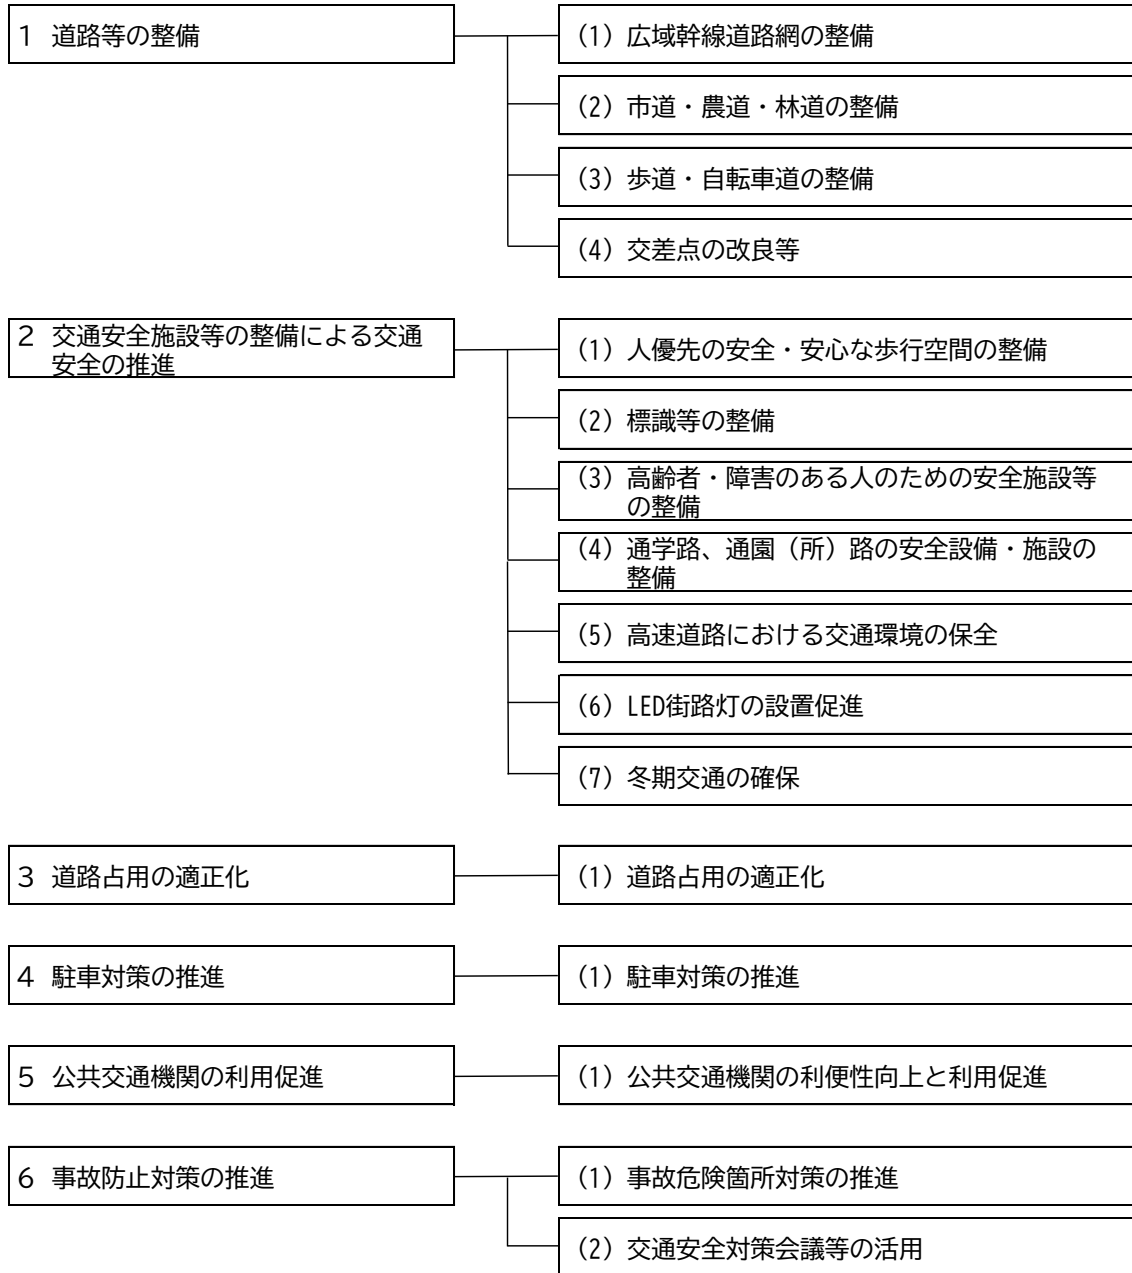 1 道路等の整備
(1) 広域幹線道路網の整備
(2) 市道・農道・林道の整備
(3) 歩道・自転車道の整備
(4) 交差点の改良等
2 交通安全施設等の整備による交通
安全の推進
(1) 人優先の安全・安心な歩行空間の整備
(2) 標識等の整備
(3) 高齢者・障害のある人のための安全施設等
の整備
(4) 通学路、通園（所）路の安全設備・施設の
整備
(5) 高速道路における交通環境の保全
(6) LED街路灯の設置促進
(7) 冬期交通の確保
3 道路占用の適正化
(1) 道路占用の適正化
4 駐車対策の推進
(1) 駐車対策の推進
5 公共交通機関の利用促進
(1) 公共交通機関の利便性向上と利用促進
6 事故防止対策の推進
(1) 事故危険箇所対策の推進
(2) 交通安全対策会議等の活用